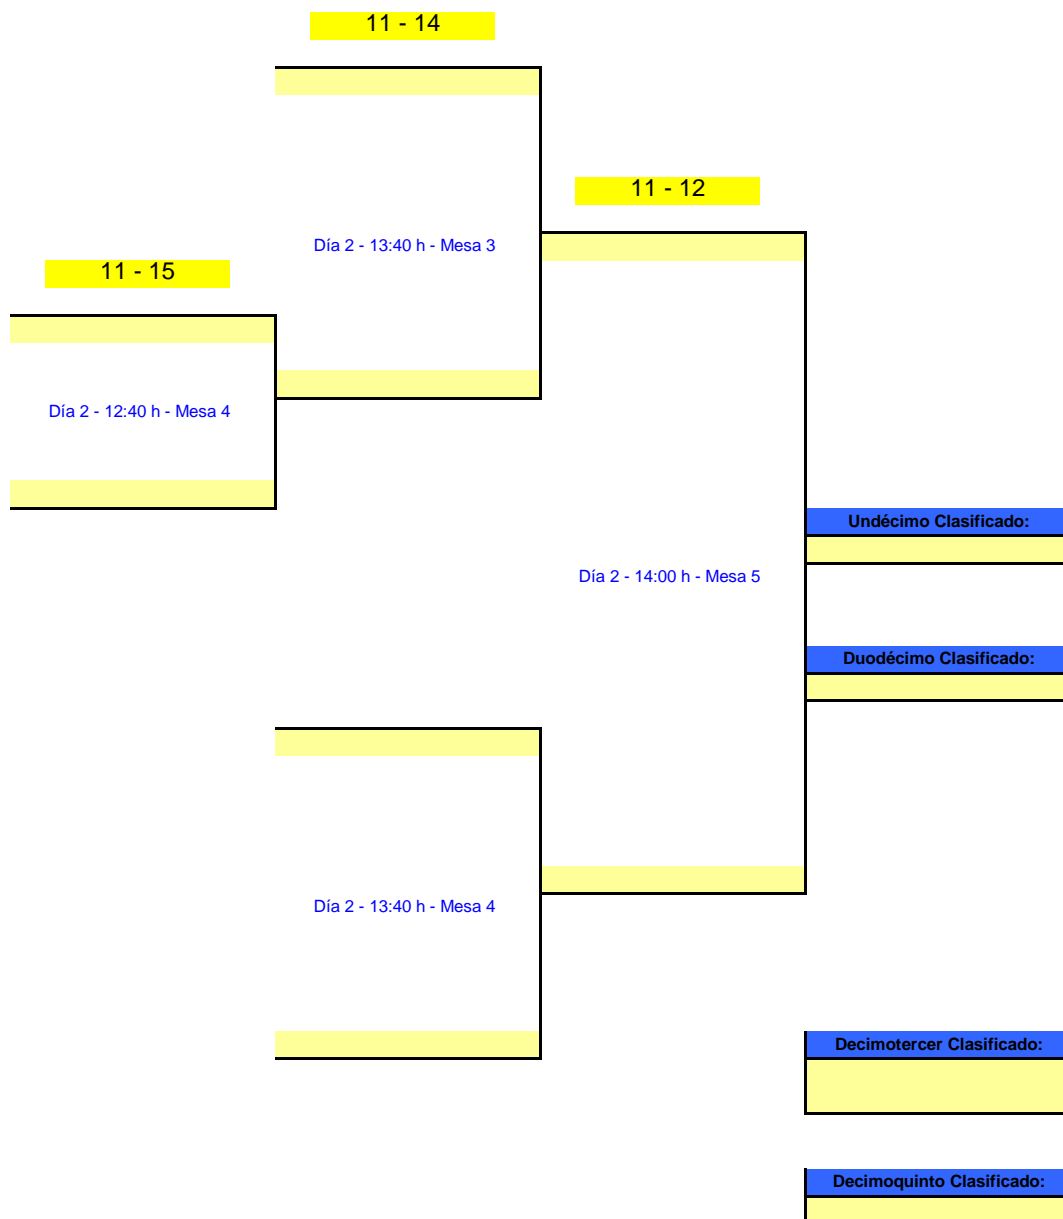 11 - 14
11 - 12
Día 2 - 13:40 h - Mesa 3
11 - 15
Día 2 - 12:40 h - Mesa 4
Undécimo Clasificado:
Día 2 - 14:00 h - Mesa 5
Duodécimo Clasificado:
Día 2 - 13:40 h - Mesa 4
Decimotercer Clasificado:
Decimoquinto Clasificado: